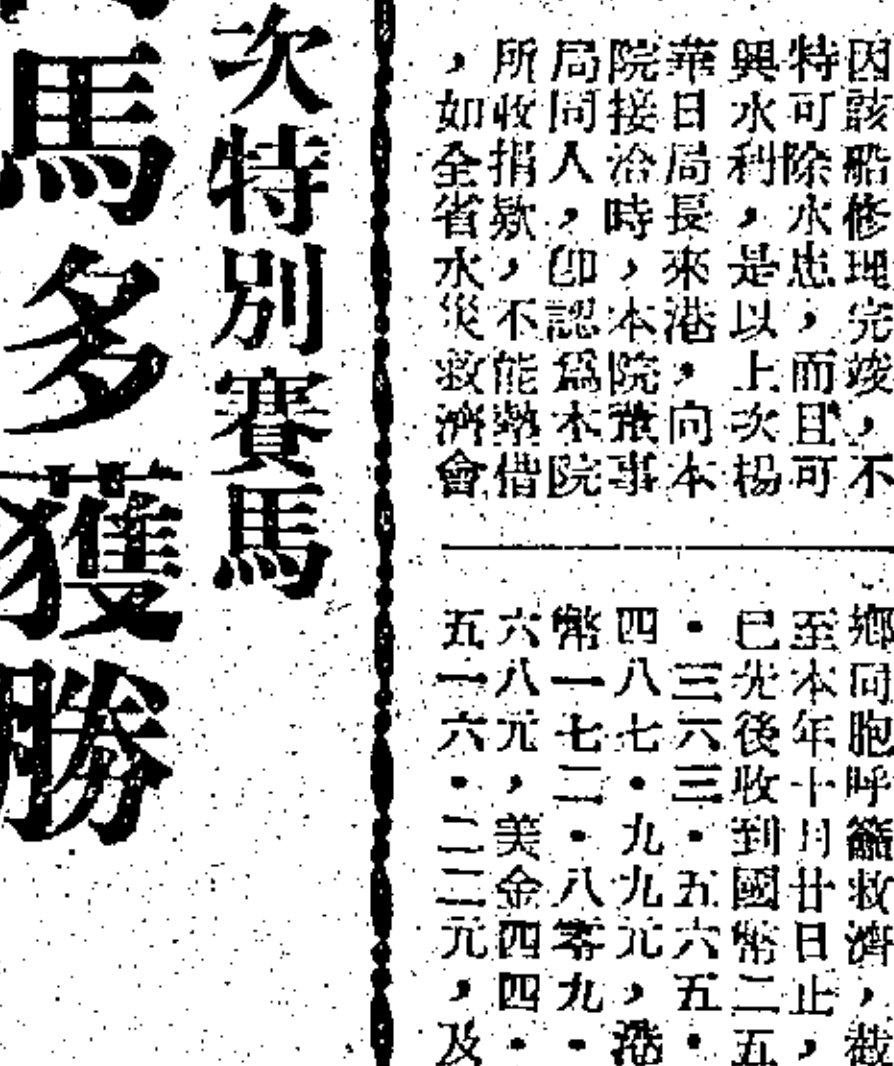 因該船修理完竣，不
特可除水患，而且可
興水利，是以上次楊
華日局長來港，向本
院接洽時，本院董事
局同人，卽認爲本院
所收捐欵，不能
借
，如全省水災救濟會
鄉同胞呼籲救濟，截
至本年十月廿日止，
已先後收到國幣二五
•三六三•五六五•
四八七•九九元，港
幣一七二•八零九•
六八元，美金四四•
五一六•二二元，及
次特別賽馬
馬多獲勝